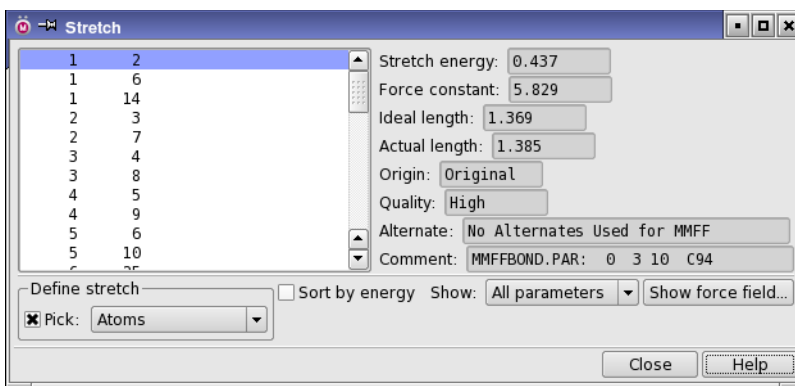 Stretch
1 2
1 6
1 14
2 3
2 7
3 4
3 8
4 5
4 9
5 6
5 10
Stretch energy: 0.437
Force constant: 5.829
Ideal length: 1.369
Actual length: 1.385
Origin: Original
Quality: High
Alternate: No Alternates Used for MMFF
Comment: MMFFBOND.PAR: 0 3 10 C94
Define stretch
Pick: Atoms
Sort by energy Show: All parameters Show force field...
Close Help